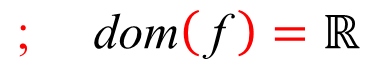 ; dom(f) = ℝ